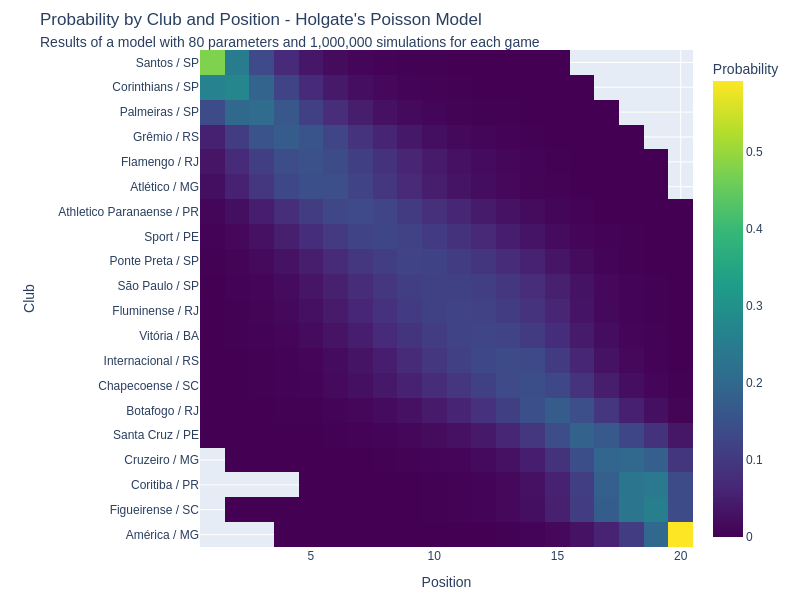 Probability by Club and Position - Holgate's Poisson Model
Results of a model with 80 parameters and 1,000,000 simulations for each game
Santos / SP
Corinthians / SP
Palmeiras / SP
Grêmio / RS
Flamengo / RJ
Atlético / MG
Athletico Paranaense / PR
Sport / PE
Ponte Preta / SP
São Paulo / SP
Fluminense / RJ
Vitória / BA
Internacional / RS
Chapecoense / SC
Botafogo / RJ
Santa Cruz / PE
Cruzeiro / MG
Coritiba / PR
Figueirense / SC
América / MG
Club
5
10
15
20
Position
Probability
0.5
0.4
0.3
0.2
0.1
0